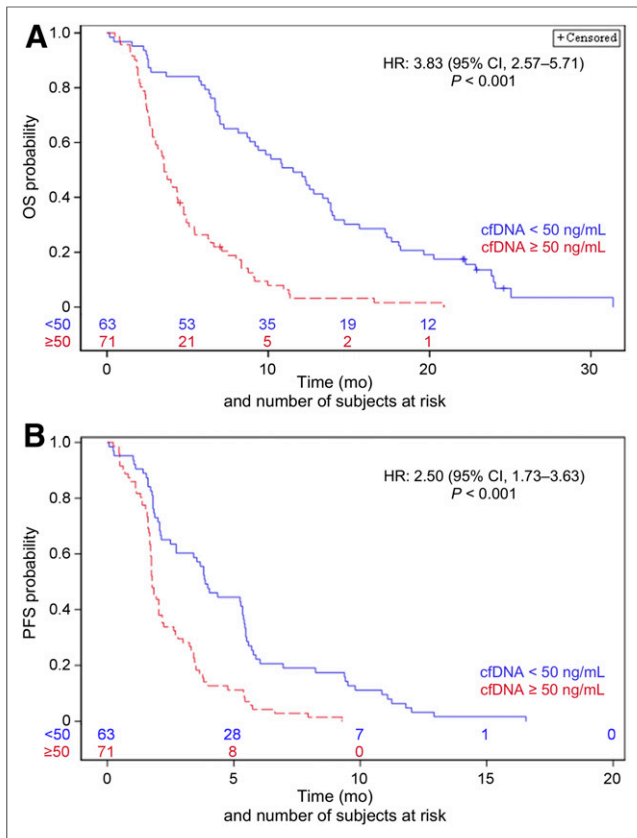 A
+ Censored
HR: 3.83 (95% CI, 2.57–5.71)
P < 0.001
OS probability
1.0
0.8
0.6
0.4
0.2
0
cfDNA < 50 ng/mL
cfDNA ≥ 50 ng/mL
<50 63 53 35 19 12
≥50 71 21 5 2 1
0 10 20 30
Time (mo)
and number of subjects at risk
B
HR: 2.50 (95% CI, 1.73–3.63)
P < 0.001
PFS probability
1.0
0.8
0.6
0.4
0.2
0
cfDNA < 50 ng/mL
cfDNA ≥ 50 ng/mL
<50 63 28 7 1 0
≥50 71 8 0
0 5 10 15 20
Time (mo)
and number of subjects at risk